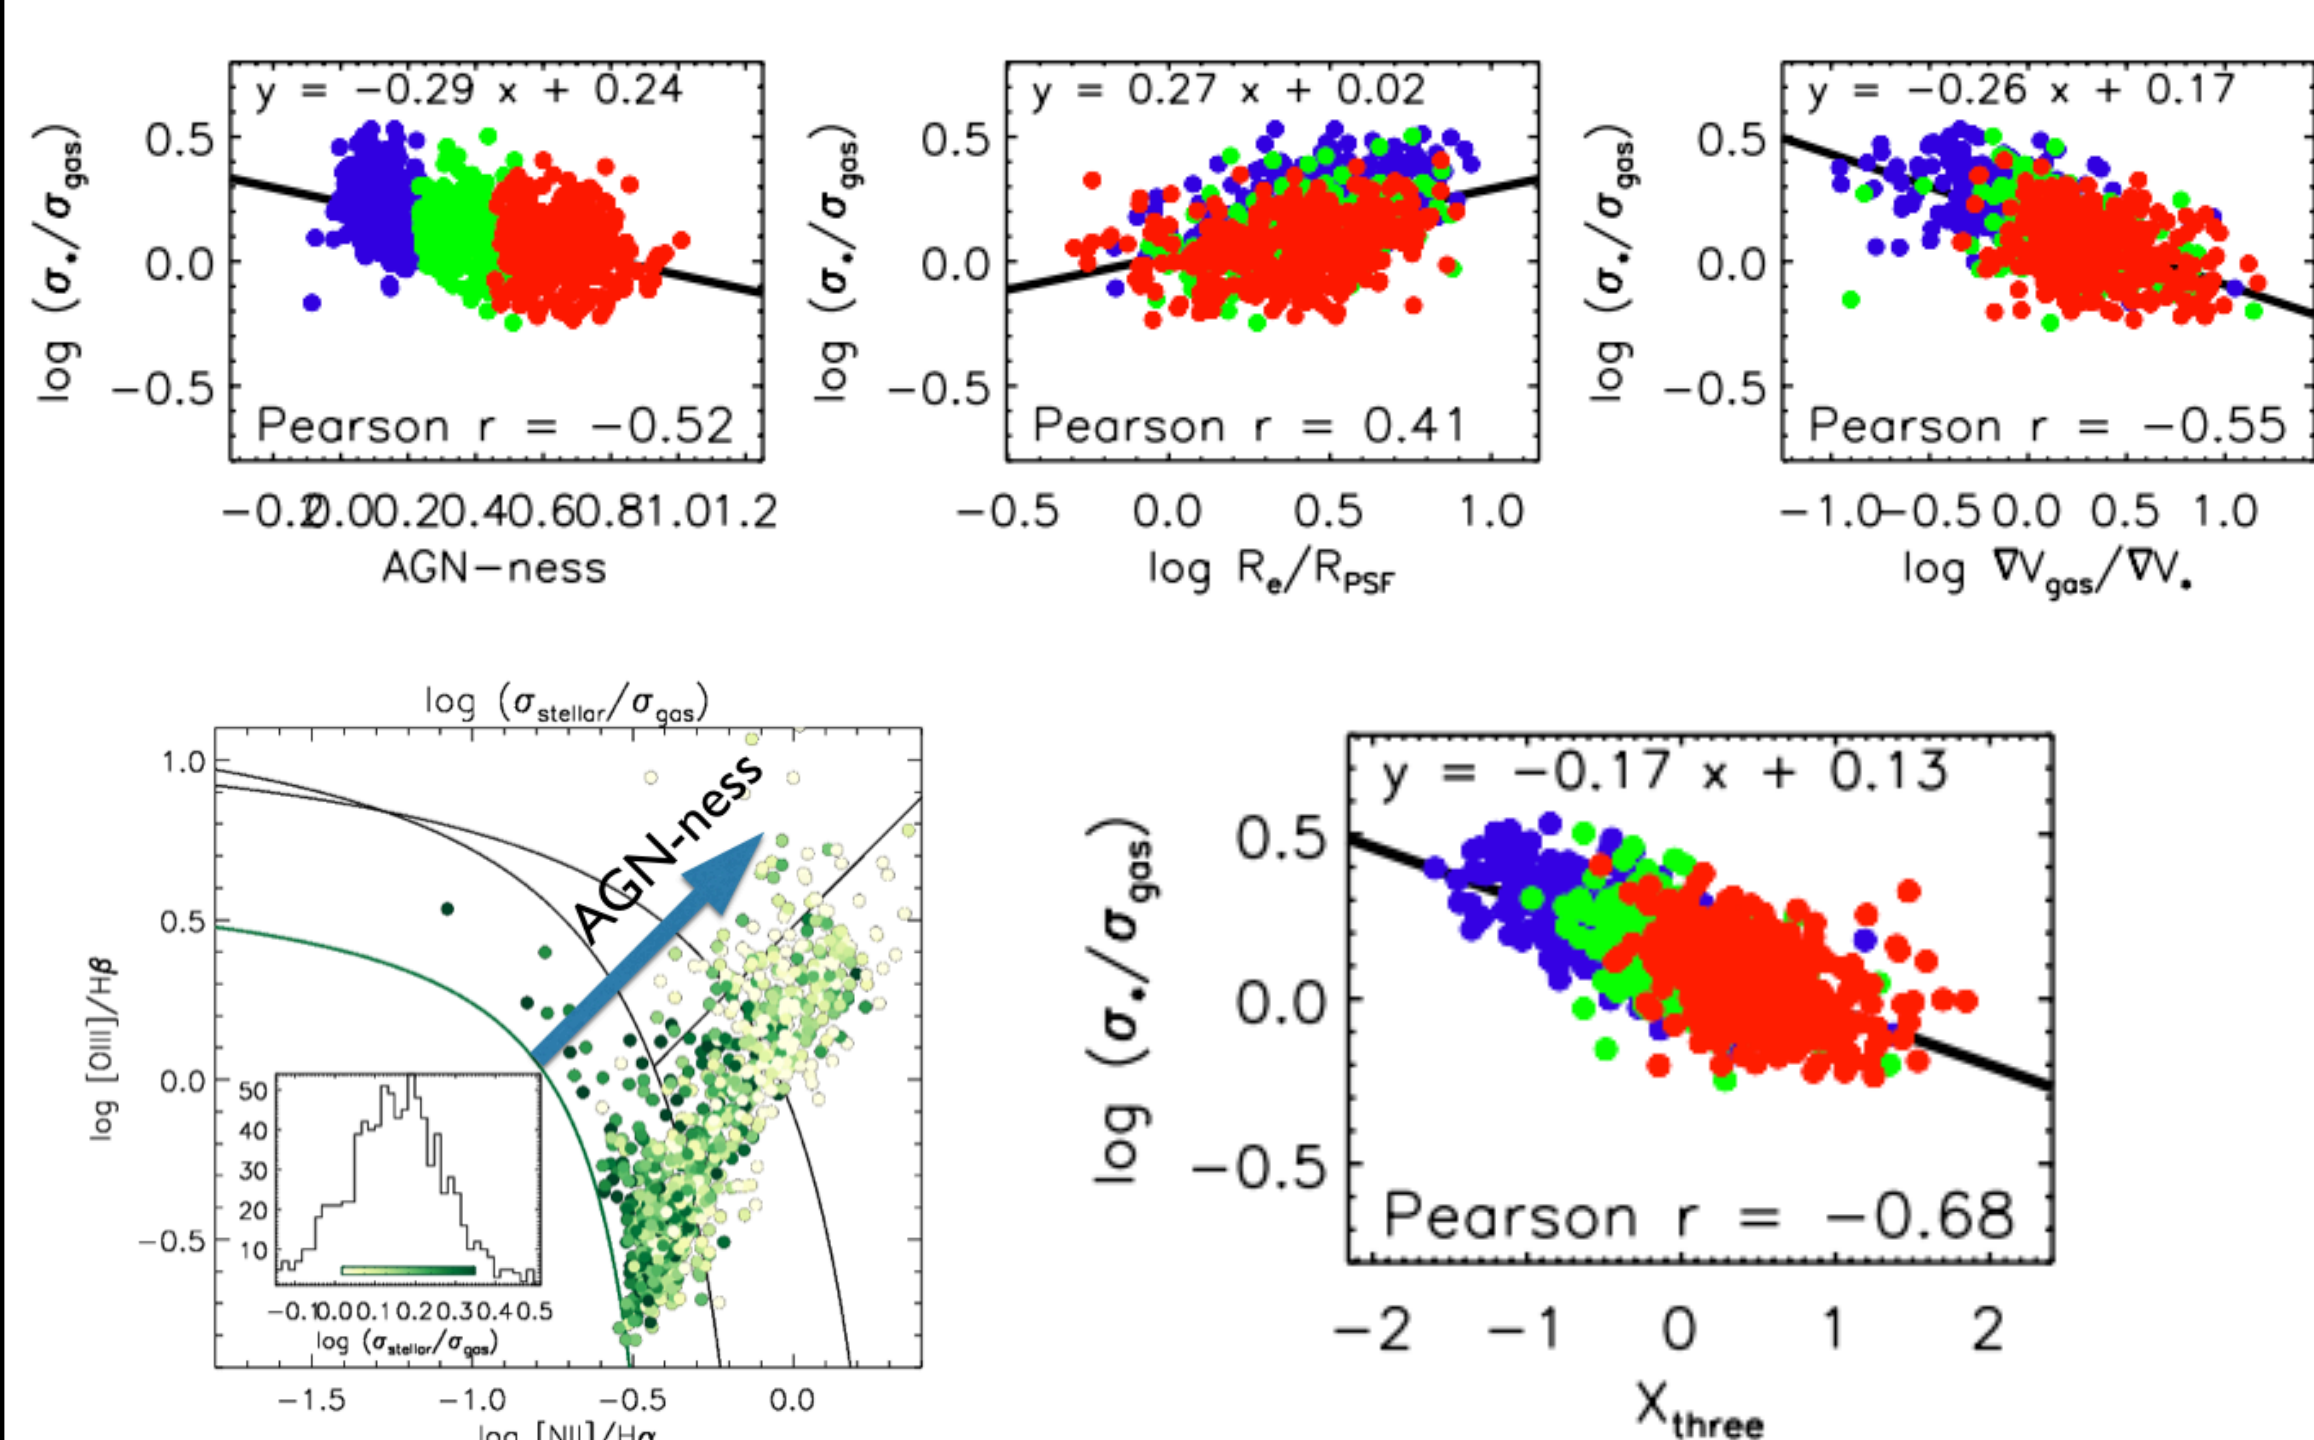 y = −0.29 x + 0.24
log (σ⁎/σgas)
0.5
0.0
−0.5
Pearson r = −0.52
−0.2 0.0 0.2 0.4 0.6 0.8 1.0 1.2
AGN−ness
y = 0.27 x + 0.02
log (σ⁎/σgas)
0.5
0.0
−0.5
Pearson r = 0.41
−0.5 0.0 0.5 1.0
log Re/RPSF
y = −0.26 x + 0.17
log (σ⁎/σgas)
0.5
0.0
−0.5
Pearson r = −0.55
−1.0 −0.5 0.0 0.5 1.0
log ∇Vgas/∇V⁎
log (σstellar/σgas)
log [OIII]/Hβ
1.0
0.5
0.0
−0.5
AGN-ness
50
40
30
20
10
−0.1 0.0 0.1 0.2 0.3 0.4 0.5
log (σstellar/σgas)
−1.5 −1.0 −0.5 0.0
log [NII]/Hα
y = −0.17 x + 0.13
log (σ⁎/σgas)
0.5
0.0
−0.5
Pearson r = −0.68
−2 −1 0 1 2
Xthree